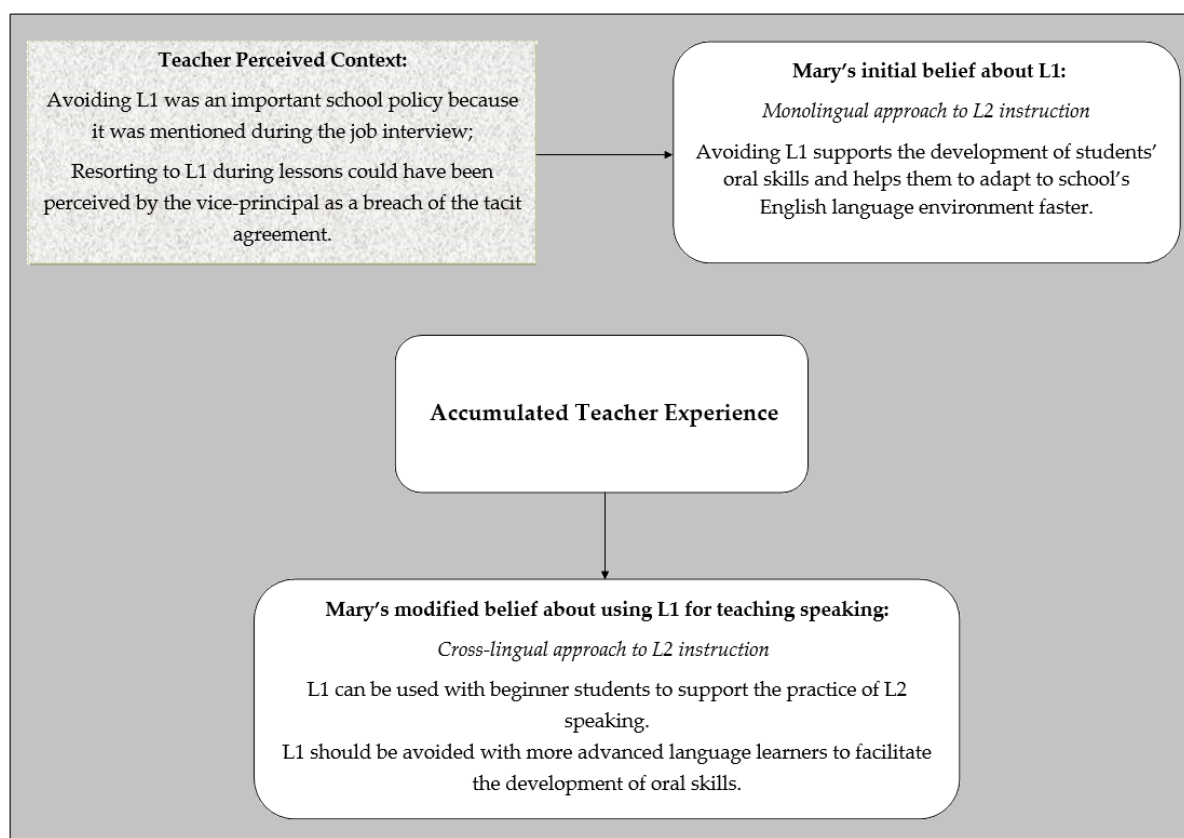 Teacher Perceived Context:
Avoiding L1 was an important school policy because
it was mentioned during the job interview;
Resorting to L1 during lessons could have been
perceived by the vice-principal as a breach of the tacit
agreement.
Mary’s initial belief about L1:
Monolingual approach to L2 instruction
Avoiding L1 supports the development of students’
oral skills and helps them to adapt to school’s
English language environment faster.
Accumulated Teacher Experience
Mary’s modified belief about using L1 for teaching speaking:
Cross-lingual approach to L2 instruction
L1 can be used with beginner students to support the practice of L2
speaking.
L1 should be avoided with more advanced language learners to facilitate
the development of oral skills.